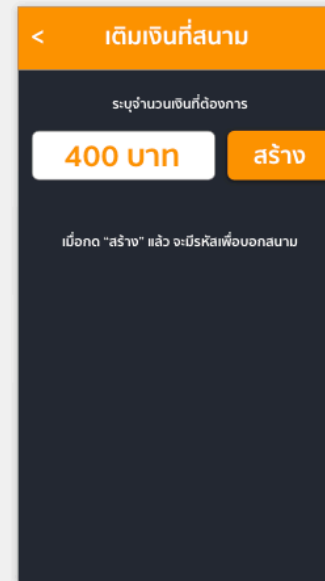 < เติมเงินที่สนาม
ระบุจำนวนเงินที่ต้องการ
400 บาท สร้าง
เมื่อกด “สร้าง” แล้ว จะมีรหัสเพื่อบอกสนาม